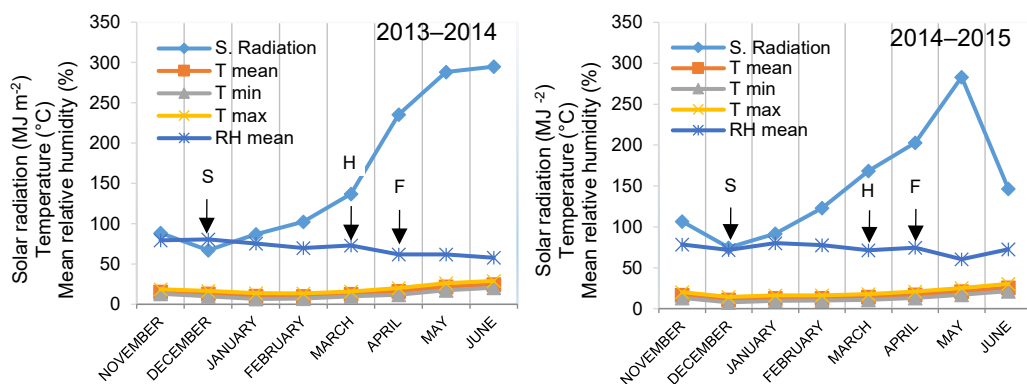 Solar radiation (MJ m-2)
Temperature (°C)
Mean relative humidity (%)
350
300
250
200
150
100
50
0
2013–2014
S. Radiation
T mean
T min
T max
RH mean
S
H
F
NOVEMBER
DECEMBER
JANUARY
FEBRUARY
MARCH
APRIL
MAY
JUNE
Solar radiation (MJ -2)
Temperature (°C)
Mean relative humidity (%)
350
300
250
200
150
100
50
0
2014–2015
S. Radiation
T mean
T min
T max
RH mean
S
H
F
NOVEMBER
DECEMBER
JANUARY
FEBRUARY
MARCH
APRIL
MAY
JUNE